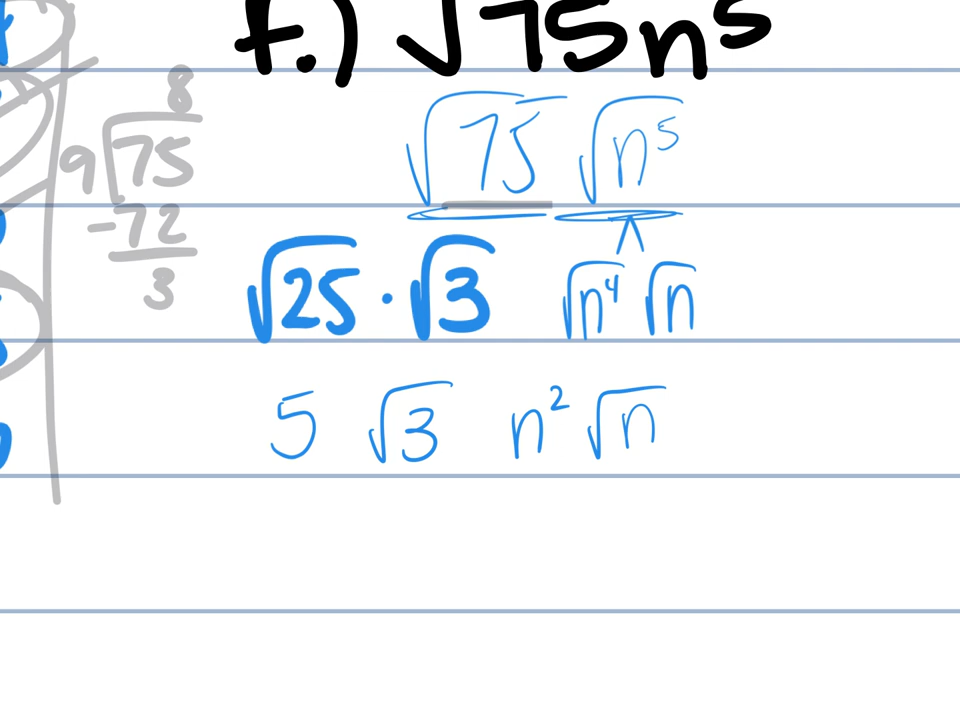 f.) √75n⁵
√75 √n⁵
8
9√75
-72
3
√25 · √3 √n⁴ √n
5 √3 n² √n